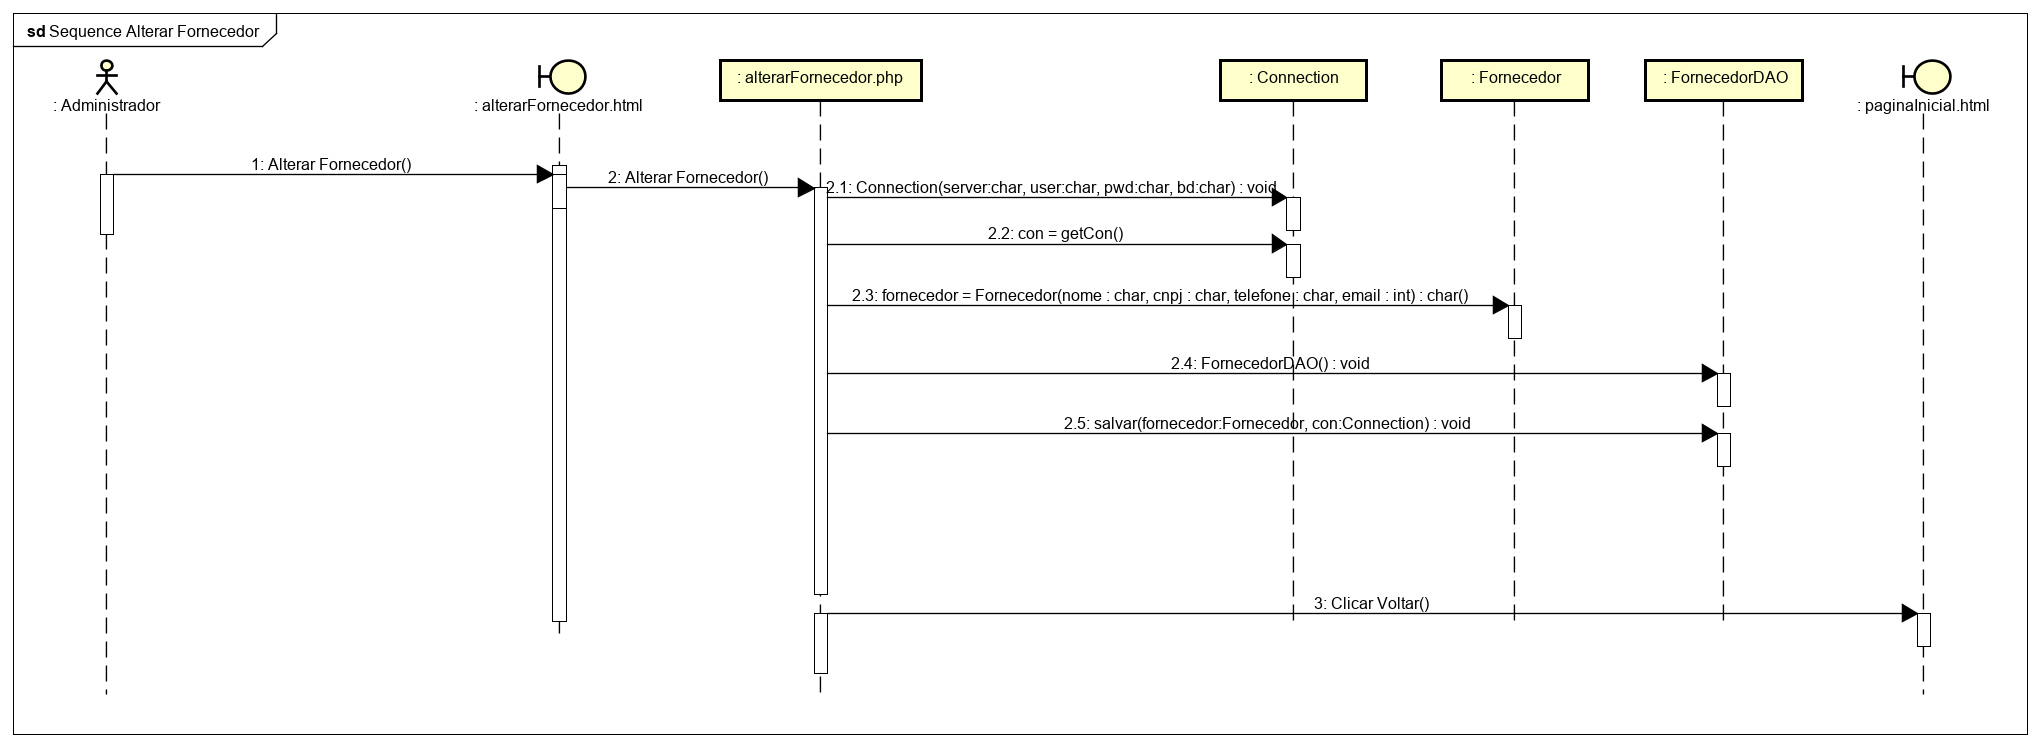 sd Sequence Alterar Fornecedor
: Administrador
: alterarFornecedor.html
: alterarFornecedor.php
: Connection
: Fornecedor
: FornecedorDAO
: paginaInicial.html
1: Alterar Fornecedor()
2: Alterar Fornecedor()
2.1: Connection(server:char, user:char, pwd:char, bd:char) : void
2.2: con = getCon()
2.3: fornecedor = Fornecedor(nome : char, cnpj : char, telefone : char, email : int) : char()
2.4: FornecedorDAO() : void
2.5: salvar(fornecedor:Fornecedor, con:Connection) : void
3: Clicar Voltar()